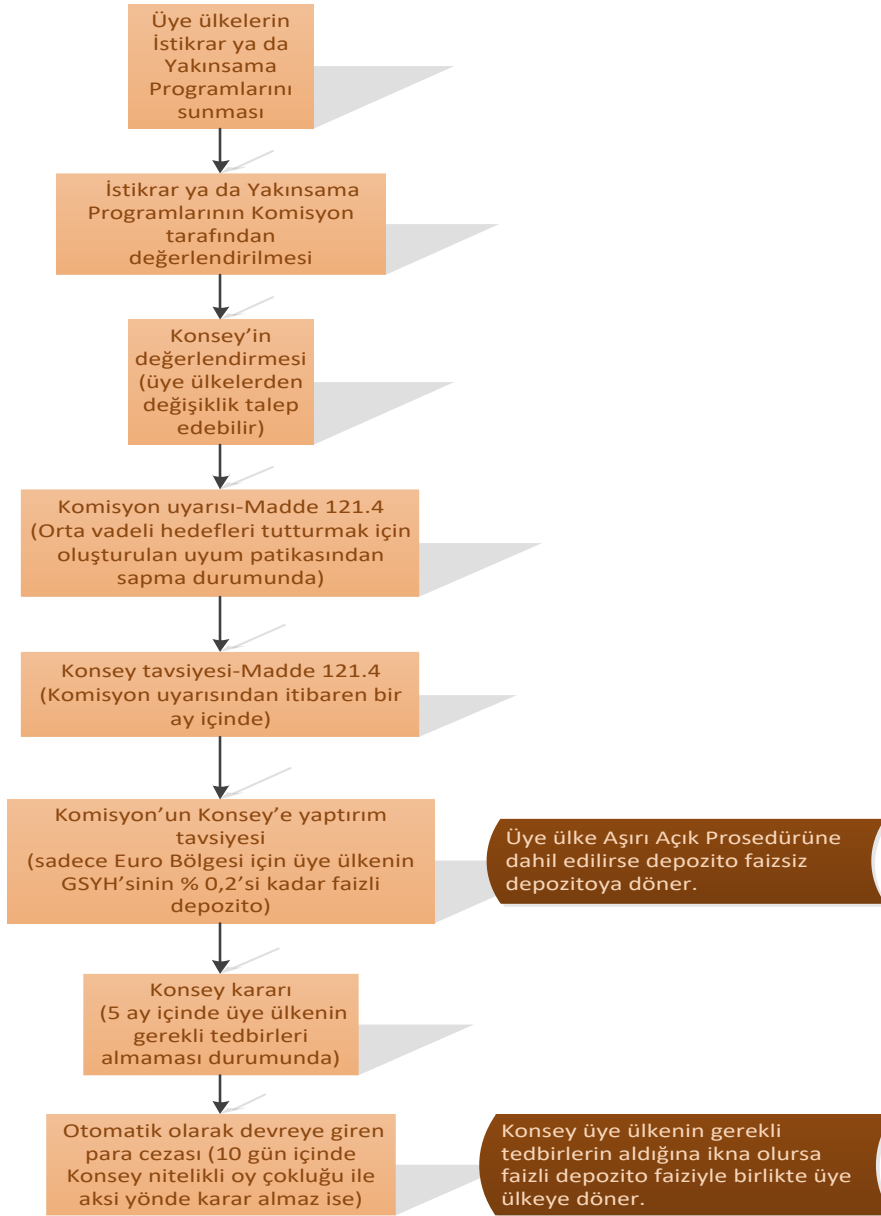 Üye ülkelerin
İstikrar ya da
Yakınsama
Programlarını
sunması
İstikrar ya da Yakınsama
Programlarının Komisyon
tarafından
değerlendirilmesi
Konsey’in
değerlendirmesi
(üye ülkelerden
değişiklik talep
edebilir)
Komisyon uyarısı-Madde 121.4
(Orta vadeli hedefleri tutturmak için
oluşturulan uyum patikasından
sapma durumunda)
Konsey tavsiyesi-Madde 121.4
(Komisyon uyarısından itibaren bir
ay içinde)
Komisyon’un Konsey’e yaptırım
tavsiyesi
(sadece Euro Bölgesi için üye ülkenin
GSYH’sinin % 0,2’si kadar faizli
depozito)
Üye ülke Aşırı Açık Prosedürüne
dahil edilirse depozito faizsiz
depozitoya döner.
Konsey kararı
(5 ay içinde üye ülkenin
gerekli tedbirleri
almaması durumunda)
Otomatik olarak devreye giren
para cezası (10 gün içinde
Konsey nitelikli oy çokluğu ile
aksi yönde karar almaz ise)
Konsey üye ülkenin gerekli
tedbirlerin aldığına ikna olursa
faizli depozito faiziyle birlikte üye
ülkeye döner.